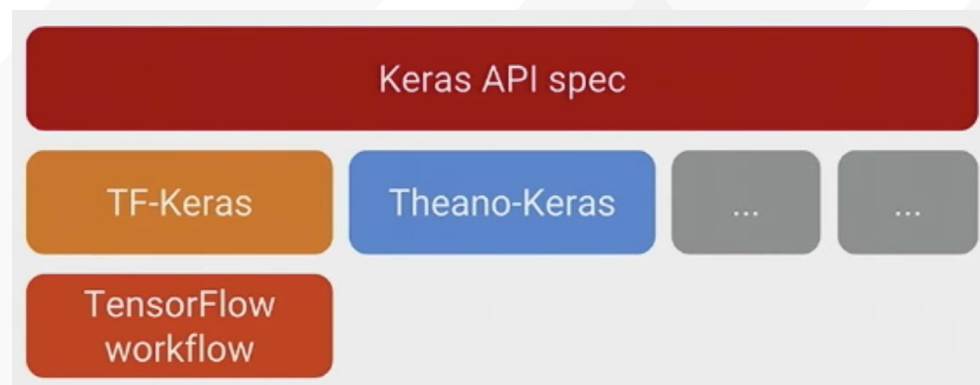 Keras API spec
TF-Keras
Theano-Keras
...
...
TensorFlow
workflow